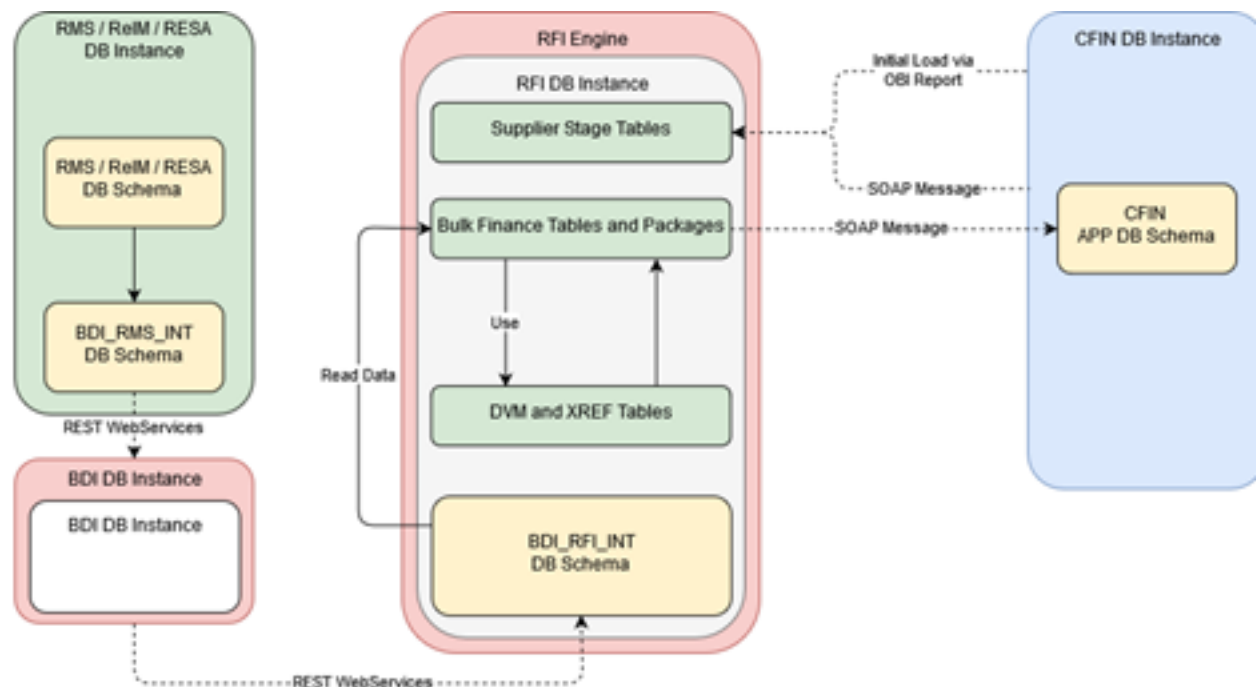 RMS / ReIM / RESA
DB Instance
RMS / ReIM / RESA
DB Schema
BDI_RMS_INT
DB Schema
REST WebServices
BDI DB Instance
BDI DB Instance
REST WebServices
RFI Engine
RFI DB Instance
Supplier Stage Tables
Bulk Finance Tables and Packages
Use
Read Data
DVM and XREF Tables
BDI_RFI_INT
DB Schema
Initial Load via
OBI Report
SOAP Message
SOAP Message
CFIN DB Instance
CFIN
APP DB Schema